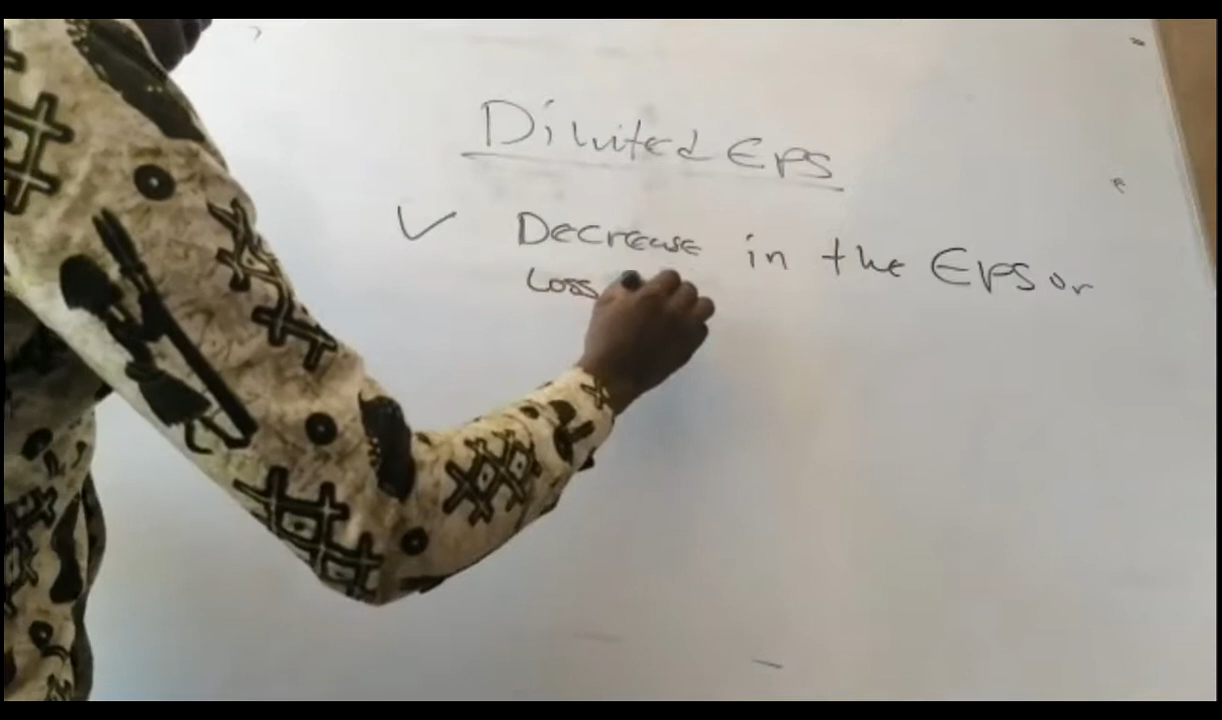 Diluted EPS
✓ Decrease in the EPS or
Loss